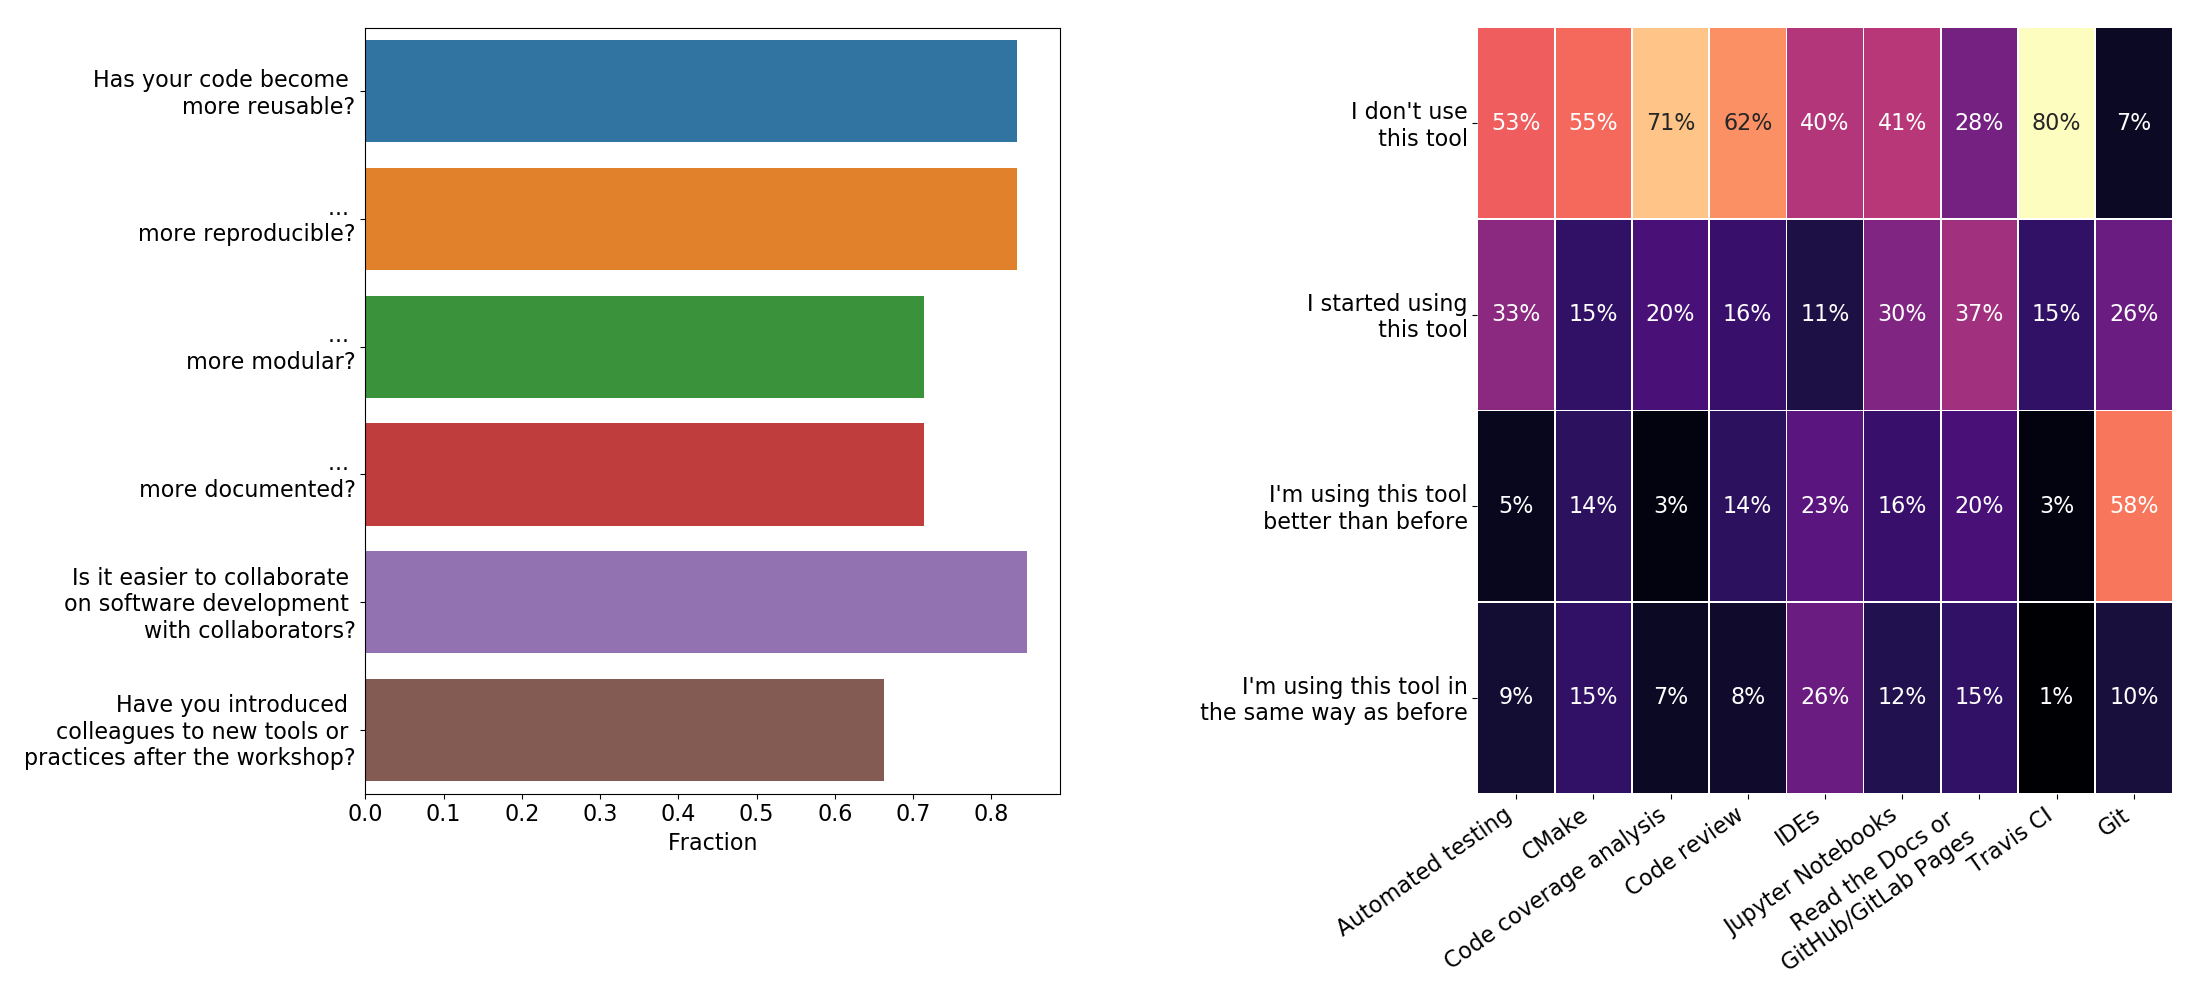 Has your code become
more reusable?
...
more reproducible?
...
more modular?
...
more documented?
Is it easier to collaborate
on software development
with collaborators?
Have you introduced
colleagues to new tools or
practices after the workshop?
0.0 0.1 0.2 0.3 0.4 0.5 0.6 0.7 0.8
Fraction
I don't use
this tool
53% 55% 71% 62% 40% 41% 28% 80% 7%
I started using
this tool
33% 15% 20% 16% 11% 30% 37% 15% 26%
I'm using this tool
better than before
5% 14% 3% 14% 23% 16% 20% 3% 58%
I'm using this tool in
the same way as before
9% 15% 7% 8% 26% 12% 15% 1% 10%
Automated testing
CMake
Code coverage analysis
Code review
IDEs
Jupyter Notebooks
Read the Docs or
GitHub/GitLab Pages
Travis CI
Git